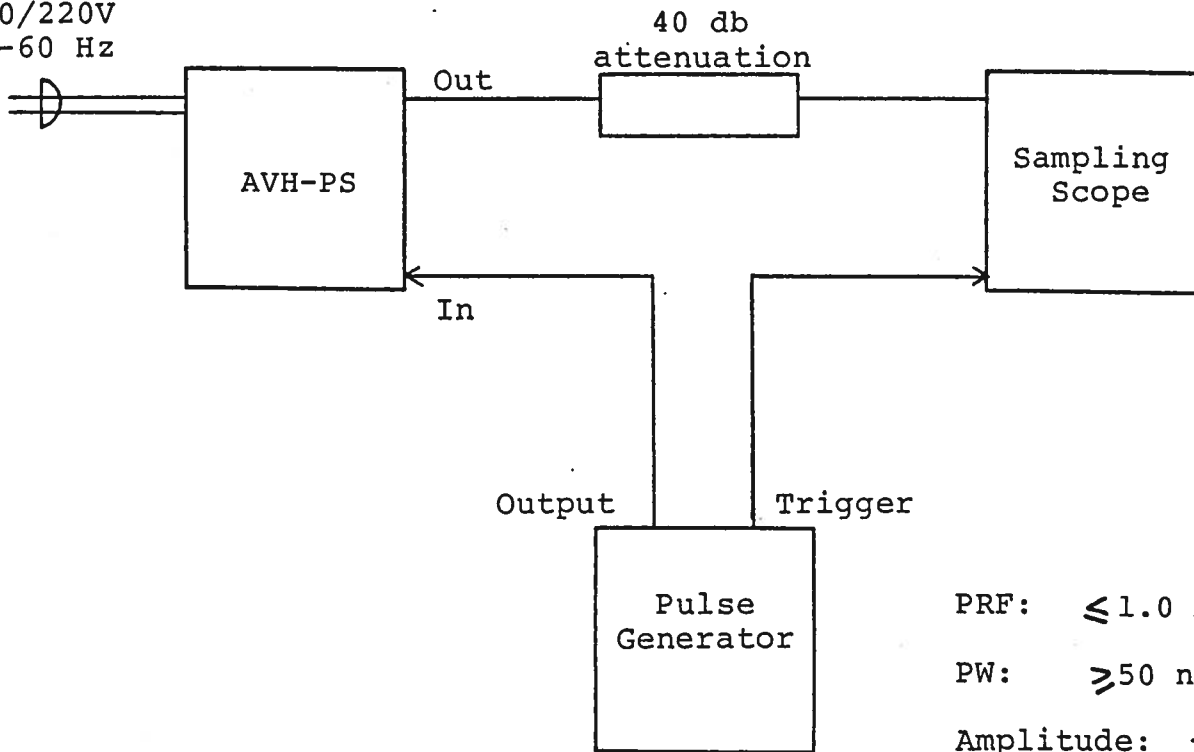 0/220V
-60 Hz
40 db
attenuation
Out
AVH-PS
Sampling
Scope
In
Output
Trigger
Pulse
Generator
PRF: ≤1.0
PW: ≥50 n
Amplitude: